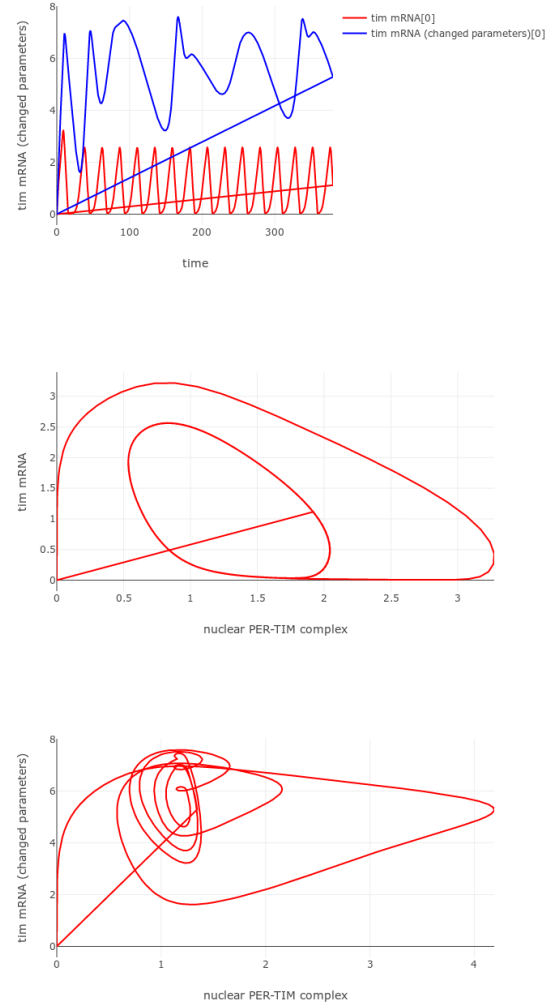 tim mRNA[0]
tim mRNA (changed parameters)[0]
tim mRNA (changed parameters)
8
6
4
2
0
0 100 200 300
time
tim mRNA
3
2.5
2
1.5
1
0.5
0
0 0.5 1 1.5 2 2.5 3
nuclear PER-TIM complex
tim mRNA (changed parameters)
8
6
4
2
0
0 1 2 3 4
nuclear PER-TIM complex